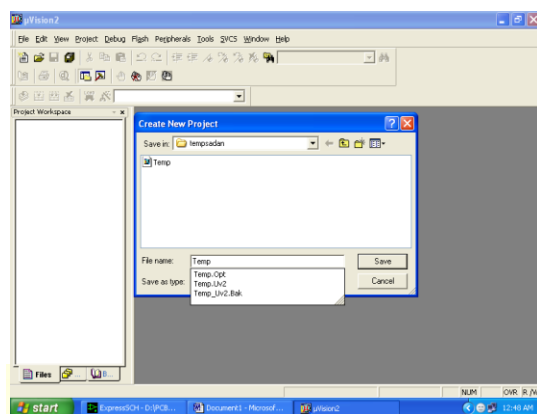 µVision2
File Edit View Project Debug Flash Peripherals Tools SVCS Window Help
Project Workspace
Create New Project
Save in: tempsadan
Temp
File name: Temp Save
Temp.Opt
Save as type: Temp.Uv2 Cancel
Temp_Uv2.Bak
Files B...
NUM OVR R/W
start ExpressSCH - D:\PCB... Document1 - Microsof... µVision2 12:48 AM